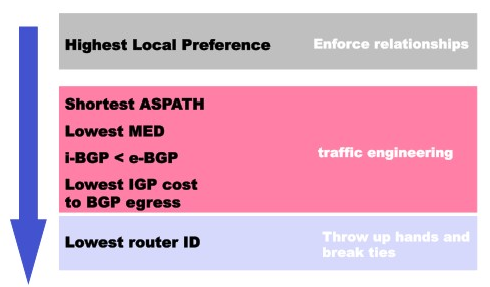 Highest Local Preference
Enforce relationships
Shortest ASPATH
Lowest MED
i-BGP < e-BGP
traffic engineering
Lowest IGP cost
to BGP egress
Lowest router ID
Throw up hands and
break ties